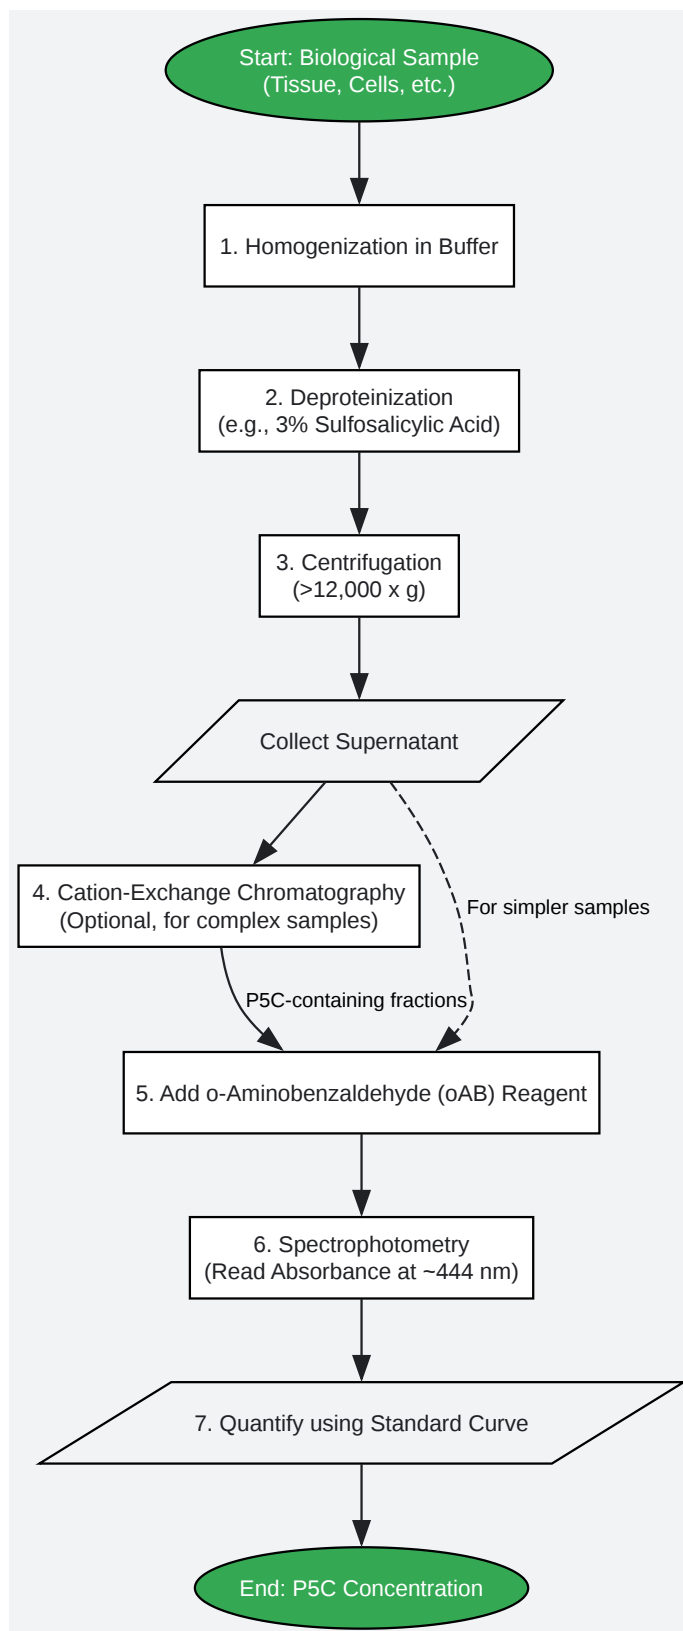 Start: Biological Sample
(Tissue, Cells, etc.)
1. Homogenization in Buffer
2. Deproteinization
(e.g., 3% Sulfosalicylic Acid)
3. Centrifugation
(>12,000 x g)
Collect Supernatant
4. Cation-Exchange Chromatography
(Optional, for complex samples)
For simpler samples
P5C-containing fractions
5. Add o-Aminobenzaldehyde (oAB) Reagent
6. Spectrophotometry
(Read Absorbance at ~444 nm)
7. Quantify using Standard Curve
End: P5C Concentration